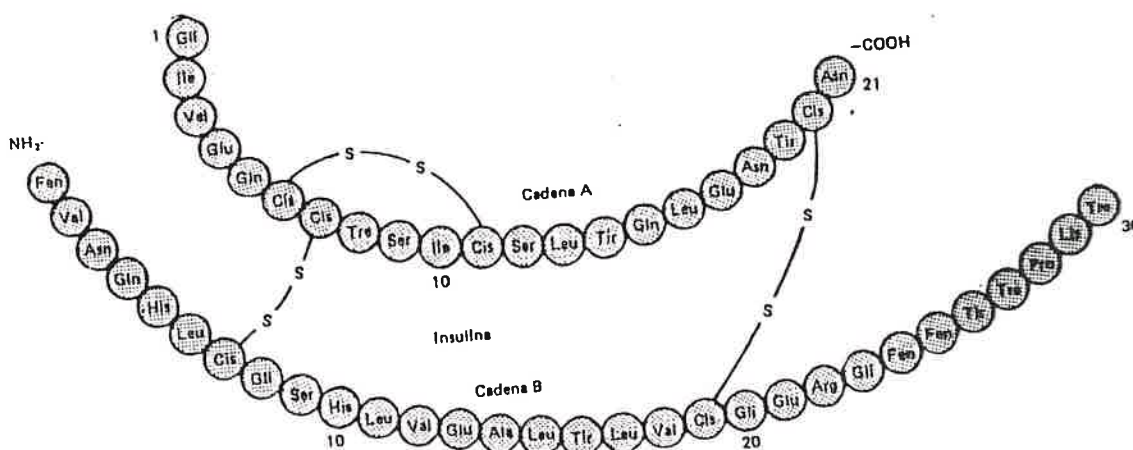 1 Gli Ile Val Glu Gln Cis Cis Tre Ser Ile Cis Ser Leu Tir Gln Leu Glu Asn Tir Cis Asn
10
21
-COOH
S S
Cadena A
NH₂-
Fen Val Asn Gln His Leu Cis Gli Ser His Leu Val Glu Ala Leu Tir Leu Val Cis Gli Glu Arg Gli Fen Fen Tir Tre Pro Lis Tre
10
20
30
S
S
S
S
Insulina
Cadena B